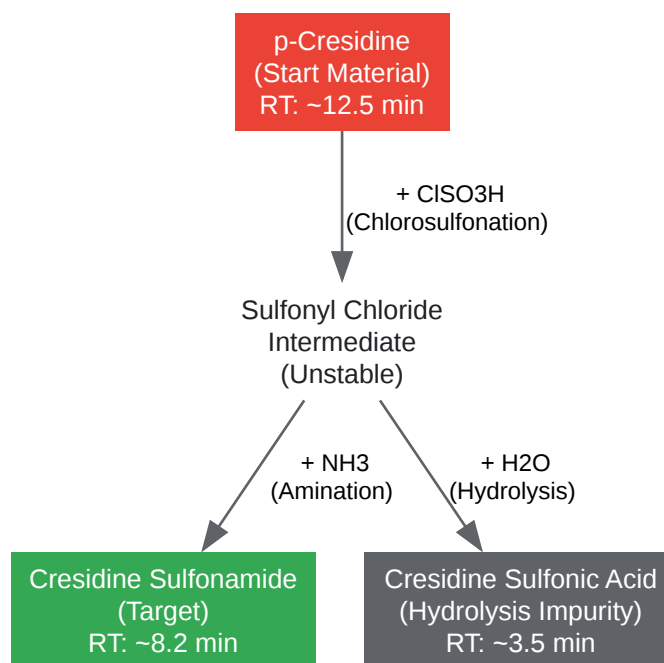 p-Cresidine
(Start Material)
RT: ~12.5 min
+ ClSO3H
(Chlorosulfonation)
Sulfonyl Chloride
Intermediate
(Unstable)
+ NH3
(Amination)
+ H2O
(Hydrolysis)
Cresidine Sulfonamide
(Target)
RT: ~8.2 min
Cresidine Sulfonic Acid
(Hydrolysis Impurity)
RT: ~3.5 min